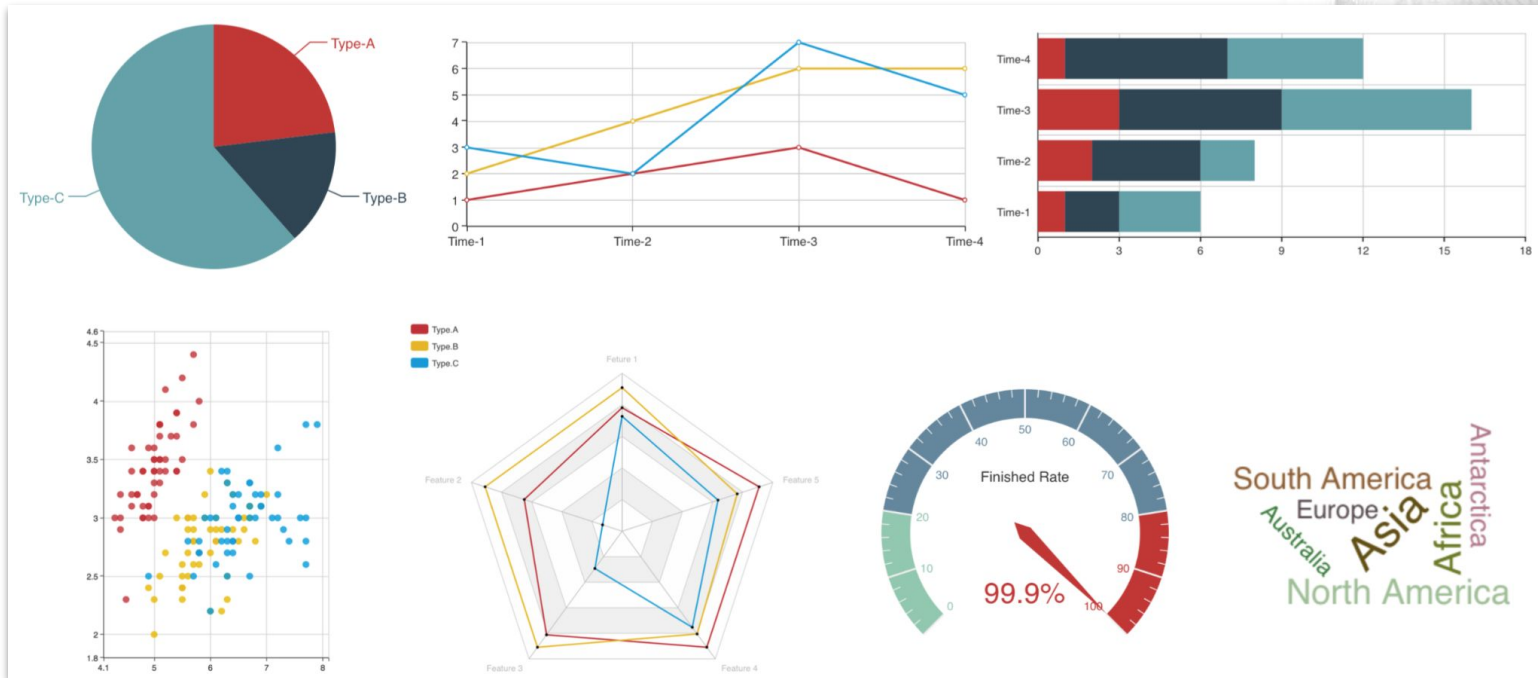 Type-A
Type-B
Type-C
7
6
5
4
3
2
1
0
Time-1 Time-2 Time-3 Time-4
Time-4
Time-3
Time-2
Time-1
0 3 6 9 12 15 18
4.6
4.5
4
3.5
3
2.5
2
1.8
4.1 5 6 7 8
Type.A
Type.B
Type.C
Feture 1
Feature 2
Feature 3
Feature 4
Feature 5
0
10
20
30
40
50
60
70
80
90
100
Finished Rate
99.9%
South America
Europe
Australia
Asia
Africa
Antarctica
North America